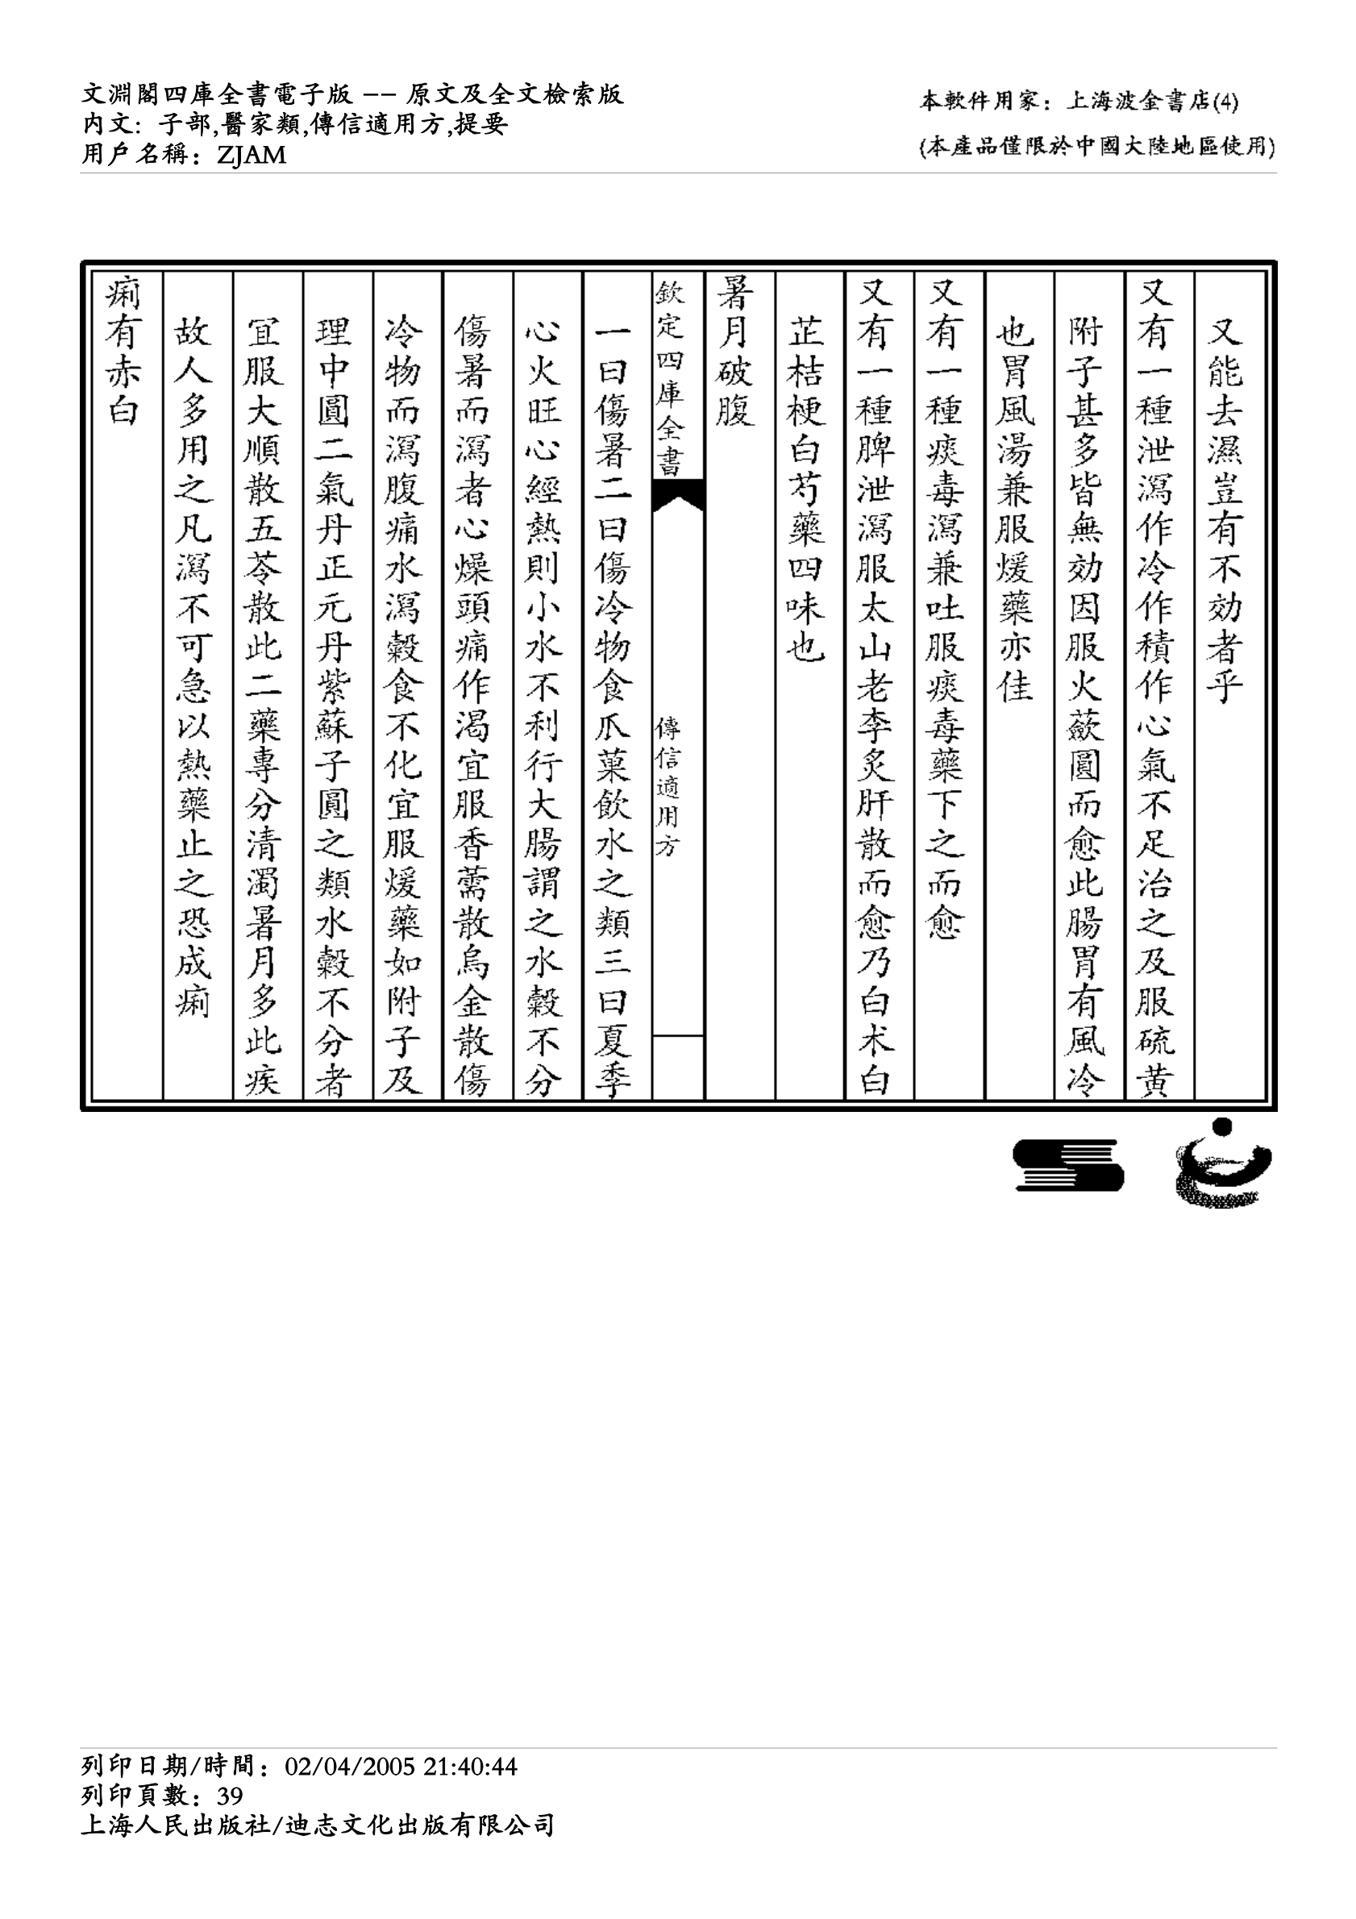 文淵閣四庫全書電子版 -- 原文及全文檢索版
内文: 子部,醫家類,傳信適用方,提要
用戶名稱：ZJAM
本軟件用家：上海波金書店(4)
(本產品僅限於中國大陸地區使用)
又能去濕豈有不効者乎
又有一種泄瀉作冷作積作心氣不足治之及服硫黄
附子甚多皆無効因服火蘞圓而愈此腸胃有風冷
也胃風湯兼服煖藥亦佳
又有一種痰毒瀉兼吐服痰毒藥下之而愈
又有一種脾泄瀉服太山老李炙肝散而愈乃白术白
芷桔梗白芍藥四味也
暑月破腹
欽定四庫全書
傳信適用方
一曰傷暑二曰傷冷物食瓜菓飲水之類三曰夏季
心火旺心經熱則小水不利行大腸謂之水穀不分
傷暑而瀉者心燥頭痛作渴宜服香薷散烏金散傷
冷物而瀉腹痛水瀉穀食不化宜服煖藥如附子及
理中圓二氣丹正元丹紫蘇子圓之類水穀不分者
宜服大順散五苓散此二藥專分清濁暑月多此疾
故人多用之凡瀉不可急以熱藥止之恐成痢
痢有赤白
列印日期/時間：02/04/2005 21:40:44
列印頁數：39
上海人民出版社/迪志文化出版有限公司